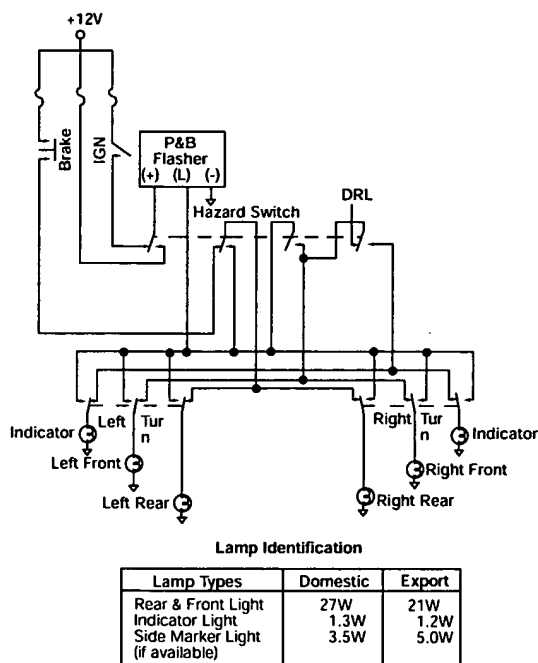 +12V
Brake
IGN
P&B
Flasher
(+) (L) (-)
Hazard Switch
DRL
Left Tur
n
Right Tur
n
Indicator
Indicator
Left Front
Right Front
Left Rear
Right Rear
Lamp Identification
Lamp Types Domestic Export
Rear & Front Light 27W 21W
Indicator Light 1.3W 1.2W
Side Marker Light 3.5W 5.0W
(if available)